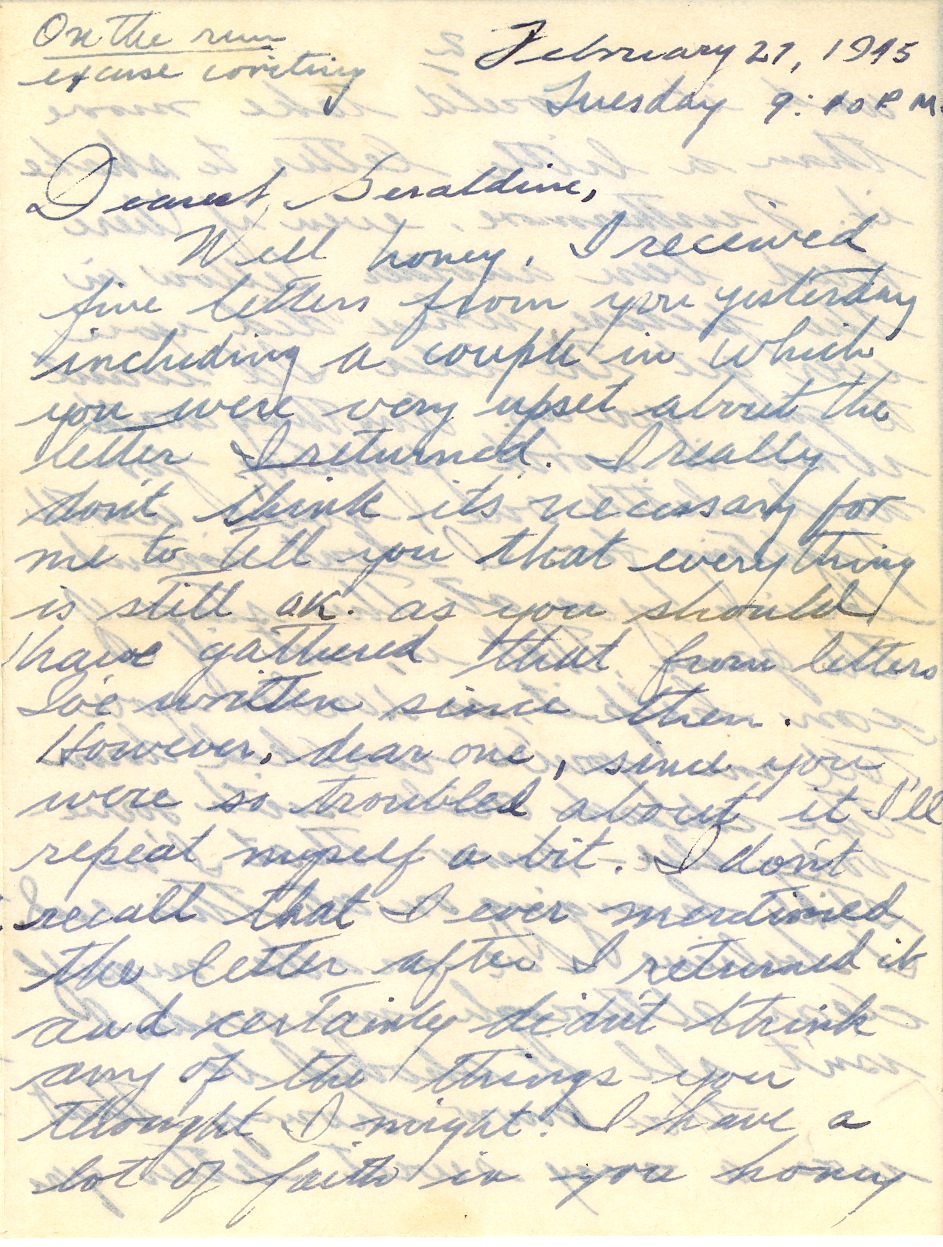 On the run
excuse writing
February 27, 1945
Tuesday 9:10 P.M.
Dearest Geraldine,
Well honey, I received
five letters from you yesterday
including a couple in which
you were very upset about the
letter I returned. I really
don't think it's necessary for
me to tell you that everything
is still ok. as you should
have gathered that from letters
I've written since then.
However, dear one, since you
were so troubled about it I'll
repeat myself a bit. I don't
recall that I ever mentioned
the letter after I returned it
and certainly didn't think
any of the things you
thought I might. I have a
lot of faith in you honey